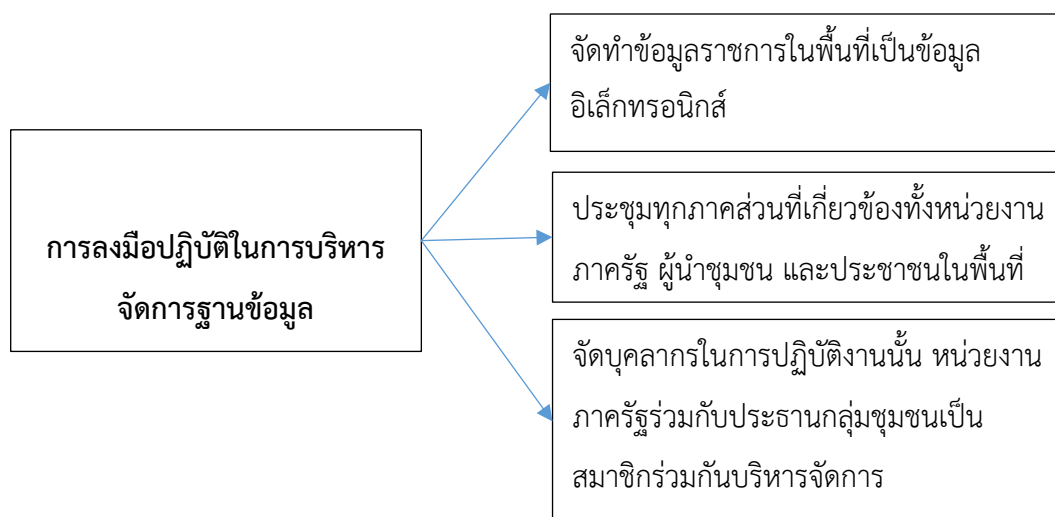 การลงมือปฏิบัติในการบริหาร
จัดการฐานข้อมูล
จัดทำข้อมูลราชการในพื้นที่เป็นข้อมูล
อิเล็กทรอนิกส์
ประชุมทุกภาคส่วนที่เกี่ยวข้องทั้งหน่วยงาน
ภาครัฐ ผู้นำชุมชน และประชาชนในพื้นที่
จัดบุคลากรในการปฏิบัติงานนั้น หน่วยงาน
ภาครัฐร่วมกับประธานกลุ่มชุมชนเป็น
สมาชิกร่วมกันบริหารจัดการ